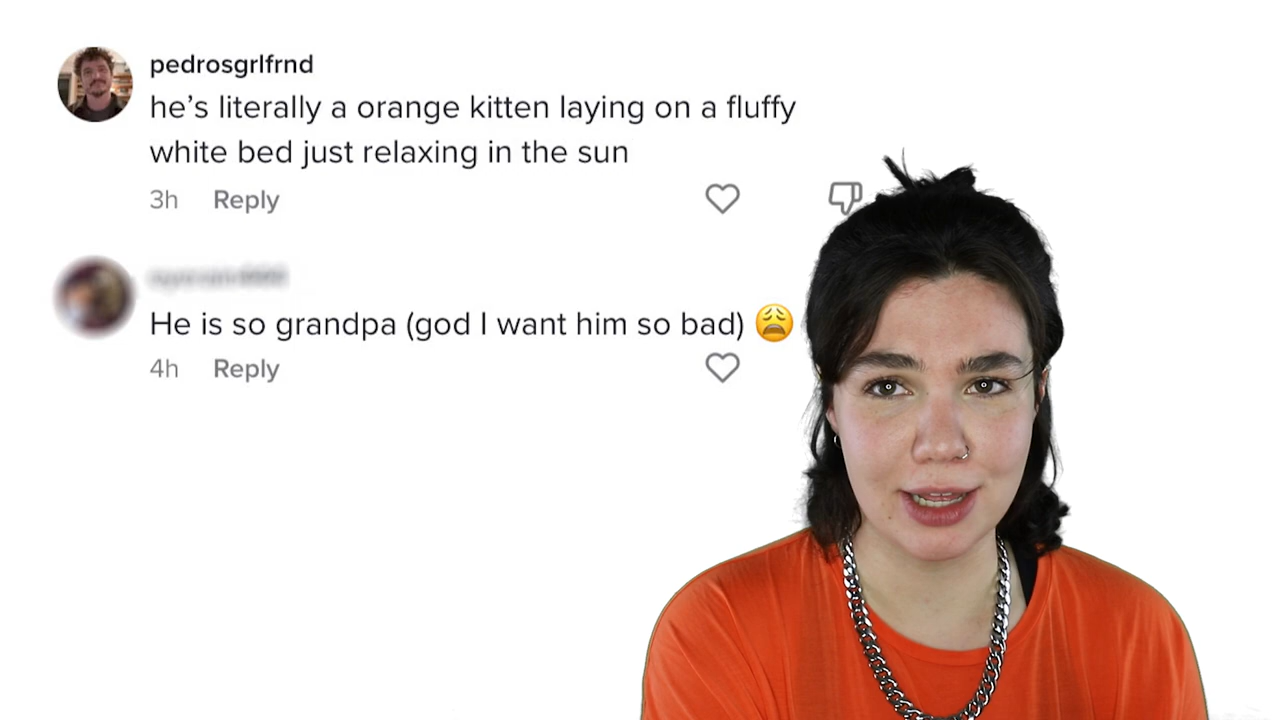 pedrosgrlfrnd
he's literally a orange kitten laying on a fluffy
white bed just relaxing in the sun
3h Reply
He is so grandpa (god I want him so bad) 😩
4h Reply